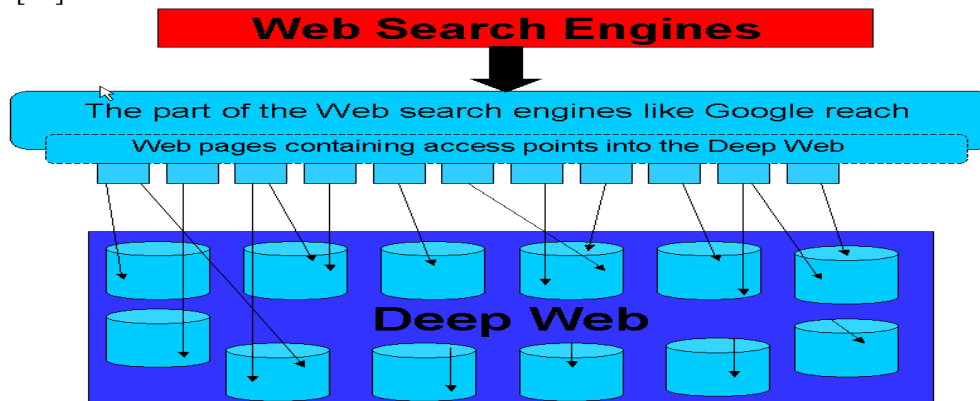 Web Search Engines
The part of the Web search engines like Google reach
Web pages containing access points into the Deep Web
Deep Web